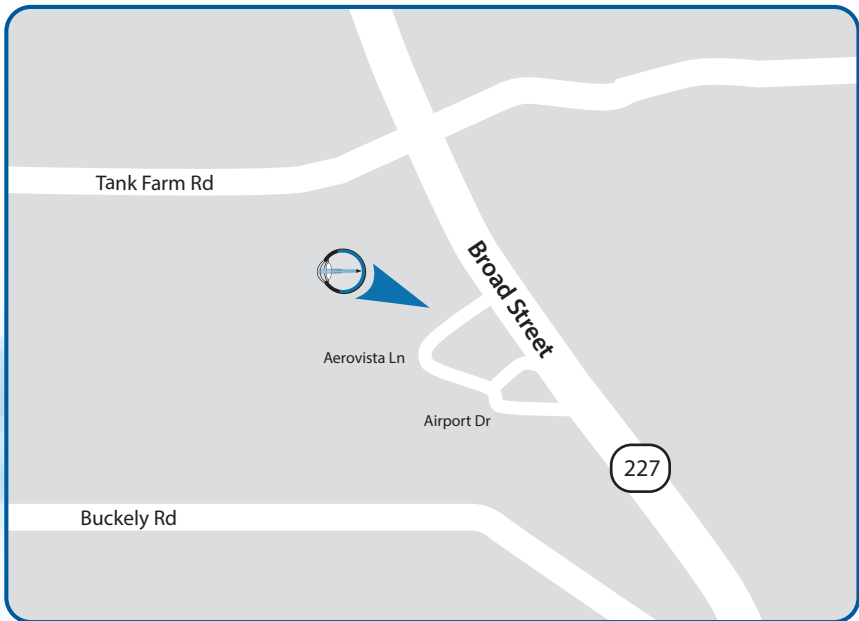 Tank Farm Rd
Broad Street
Aerovista Ln
Airport Dr
227
Buckely Rd